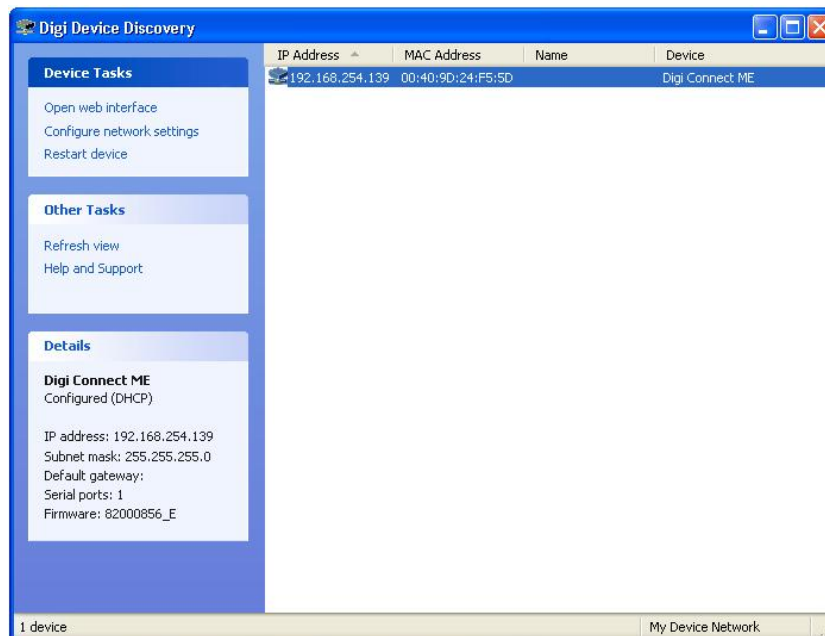 Digi Device Discovery
IP Address MAC Address Name Device
192.168.254.139 00:40:9D:24:F5:5D Digi Connect ME
Device Tasks
Open web interface
Configure network settings
Restart device
Other Tasks
Refresh view
Help and Support
Details
Digi Connect ME
Configured (DHCP)
IP address: 192.168.254.139
Subnet mask: 255.255.255.0
Default gateway:
Serial ports: 1
Firmware: 82000856_E
1 device My Device Network